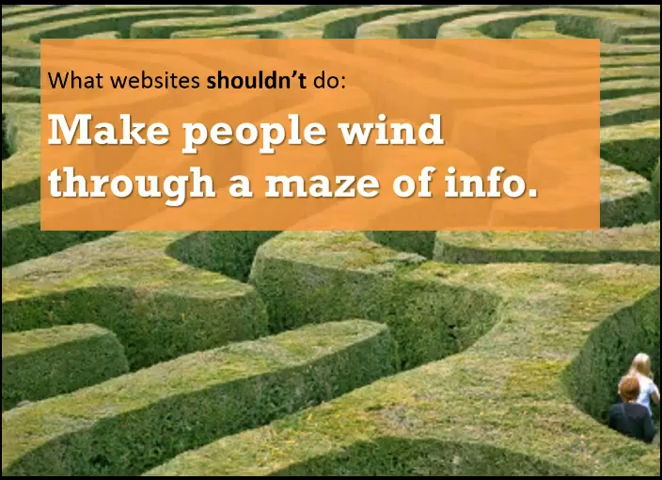 What websites shouldn't do:
Make people wind
through a maze of info.